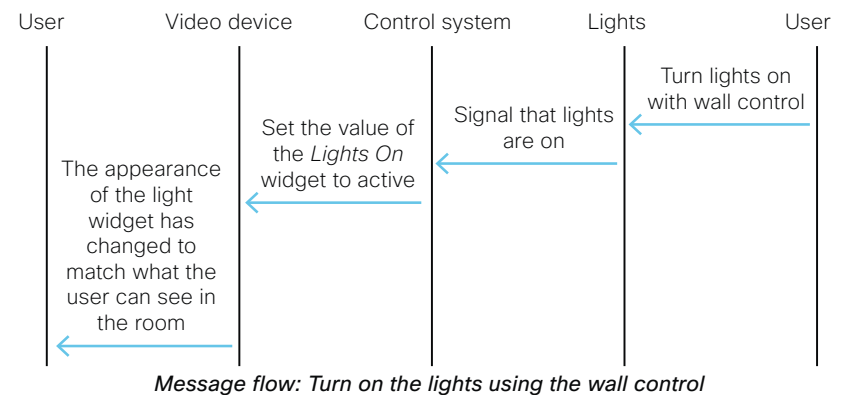 User
Video device
Control system
Lights
User
Turn lights on
with wall control
Signal that lights
are on
Set the value of
the Lights On
widget to active
The appearance
of the light
widget has
changed to
match what the
user can see in
the room
Message flow: Turn on the lights using the wall control